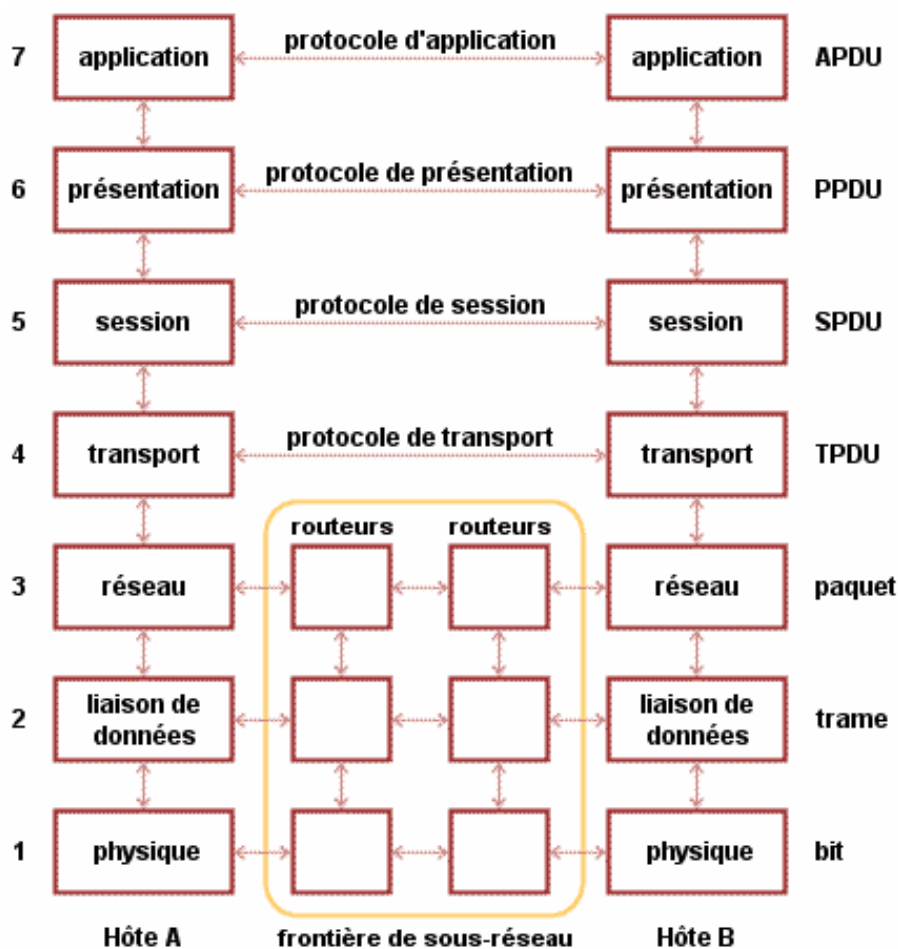 7 application protocole d'application application APDU
6 présentation protocole de présentation présentation PPDU
5 session protocole de session session SPDU
4 transport protocole de transport transport TPDU
routeurs routeurs
3 réseau réseau paquet
2 liaison de données liaison de données trame
1 physique physique bit
Hôte A frontière de sous-réseau Hôte B